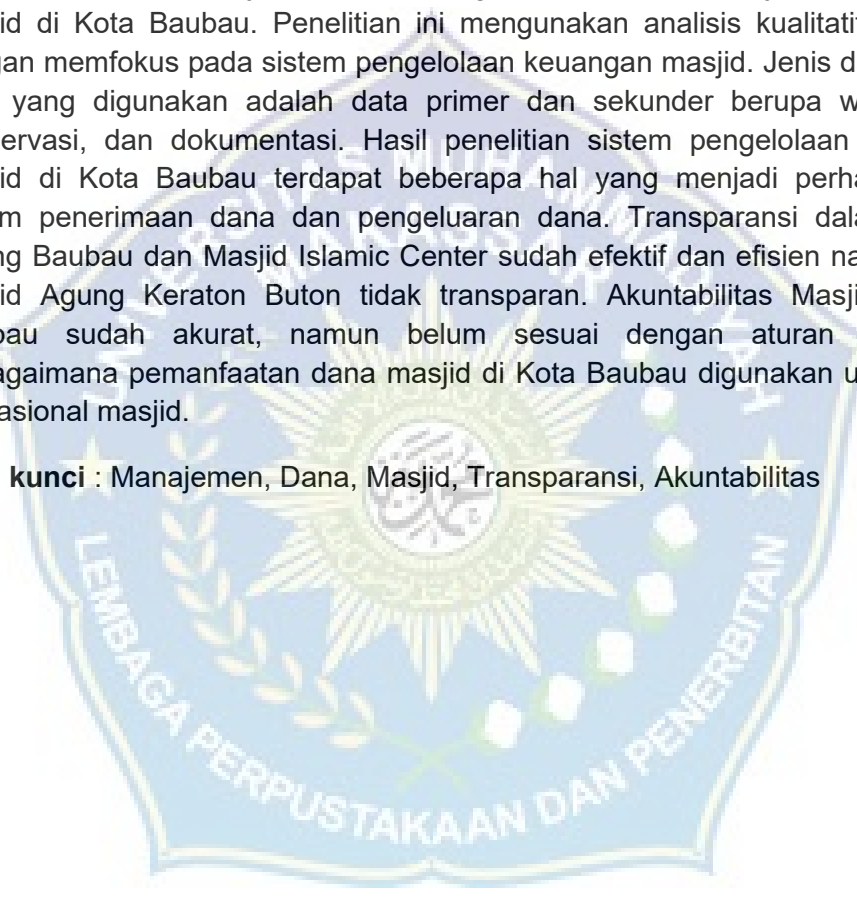 id di Kota Baubau. Penelitian ini mengunakan analisis kualitatif
gan memfokus pada sistem pengelolaan keuangan masjid. Jenis d
yang digunakan adalah data primer dan sekunder berupa w
ervasi, dan dokumentasi. Hasil penelitian sistem pengelolaan
id di Kota Baubau terdapat beberapa hal yang menjadi perha
m penerimaan dana dan pengeluaran dana. Transparansi dala
ng Baubau dan Masjid Islamic Center sudah efektif dan efisien na
id Agung Keraton Buton tidak transparan. Akuntabilitas Masji
bau sudah akurat, namun belum sesuai dengan aturan
agaimana pemanfaatan dana masjid di Kota Baubau digunakan u
asional masjid.
kunci : Manajemen, Dana, Masjid, Transparansi, Akuntabilitas
UNIVERSITAS MUHAMMADIYAH
MAKASSAR
LEMBAGA PERPUSTAKAAN DAN PENERBITAN